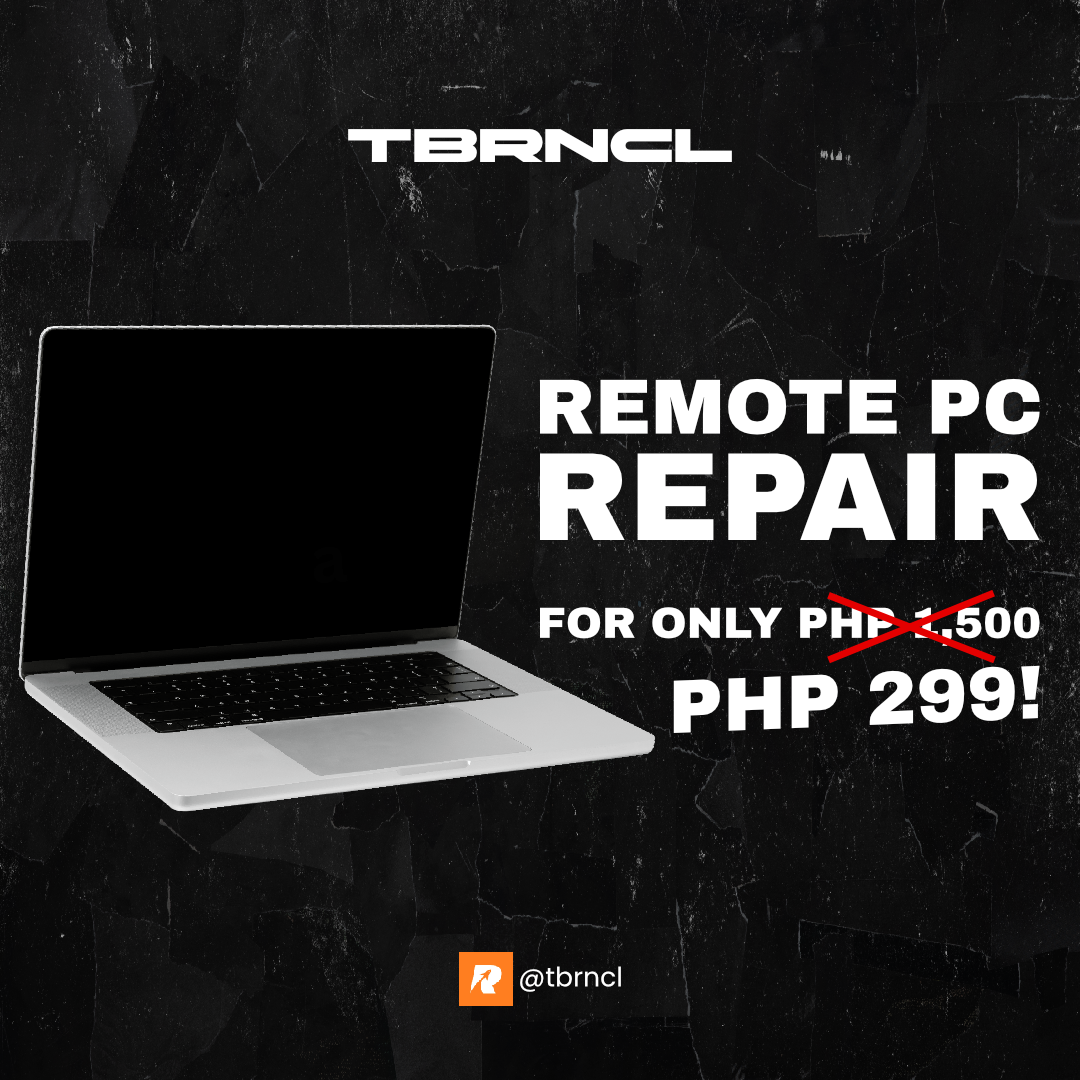 TBRNCL
REMOTE PC
REPAIR
FOR ONLY PHP 1,500
PHP 299!
@tbrncl